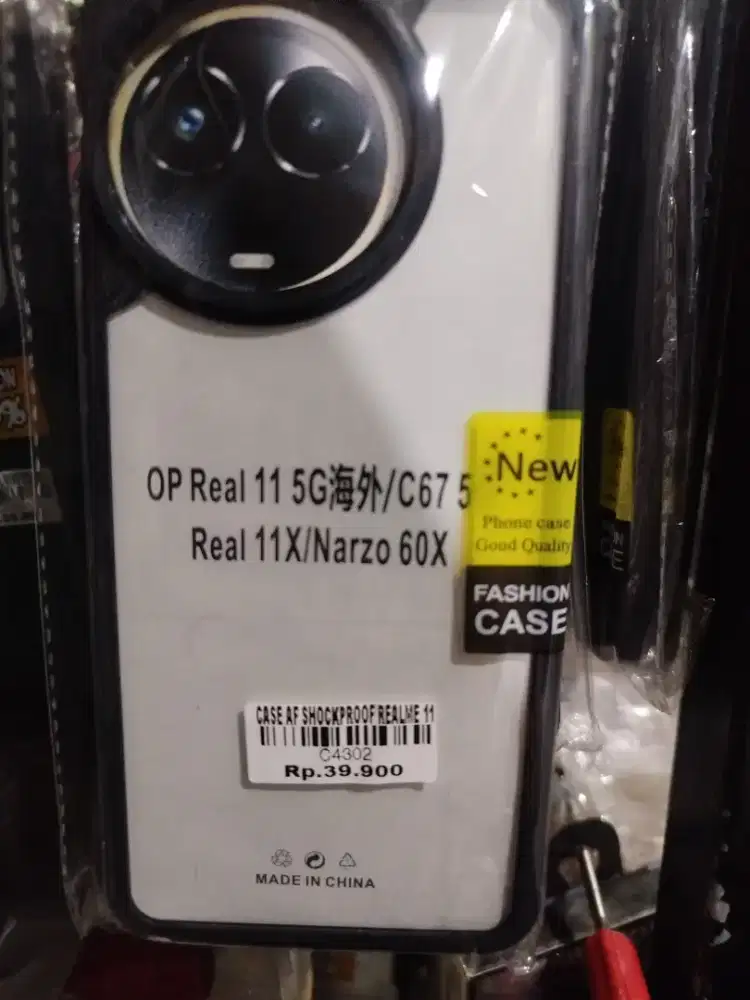 OP Real 11 5G海外/C67 5
Real 11X/Narzo 60X
New
Phone case
Good Quality
FASHION
CASE
CASE AF SHOCKPROOF REALME 11
C4302
Rp.39.900
MADE IN CHINA